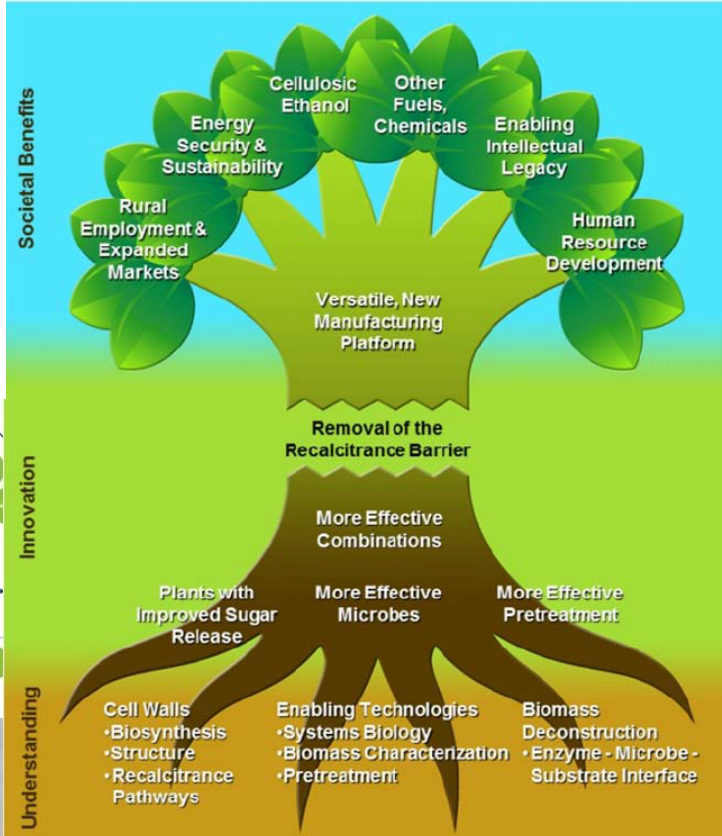 Societal Benefits
Cellulosic
Ethanol
Other
Fuels,
Chemicals
Energy
Security &
Sustainability
Enabling
Intellectual
Legacy
Rural
Employment &
Expanded
Markets
Human
Resource
Development
Versatile, New
Manufacturing
Platform
Innovation
Removal of the
Recalcitrance Barrier
More Effective
Combinations
Plants with
Improved Sugar
Release
More Effective
Microbes
More Effective
Pretreatment
Understanding
Cell Walls
•Biosynthesis
•Structure
•Recalcitrance
Pathways
Enabling Technologies
•Systems Biology
•Biomass Characterization
•Pretreatment
Biomass
Deconstruction
•Enzyme - Microbe -
Substrate Interface